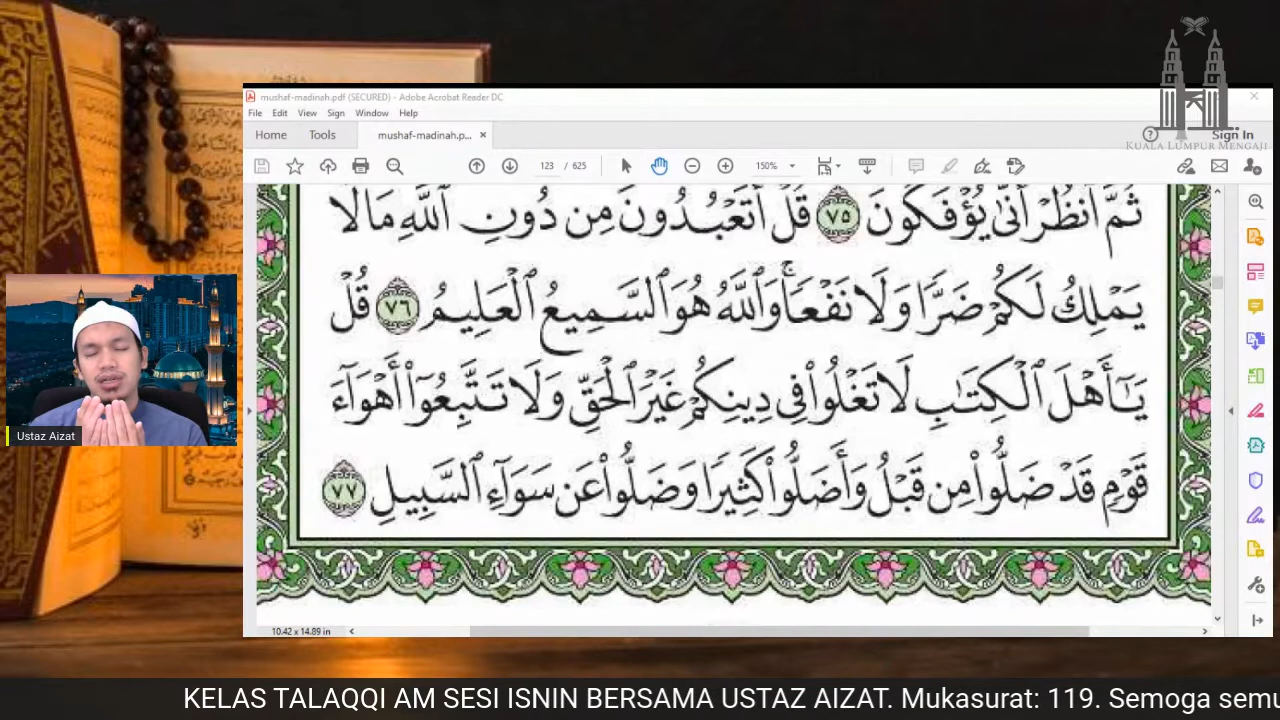 KUALA LUMPUR MENGAJI
mushaf-madinah.pdf (SECURED) - Adobe Acrobat Reader DC
File Edit View Sign Window Help
Home Tools mushaf-madinah.p... × Sign In
123 / 625 150%
ثُمَّ ٱنظُرْ أَنَّىٰ يُؤْفَكُونَ ٧٥ قُلْ أَتَعْبُدُونَ مِن دُونِ ٱللَّهِ مَا لَا
يَمْلِكُ لَكُمْ ضَرًّا وَلَا نَفْعًا ۚ وَٱللَّهُ هُوَ ٱلسَّمِيعُ ٱلْعَلِيمُ ٧٦ قُلْ
يَـٰٓأَهْلَ ٱلْكِتَـٰبِ لَا تَغْلُوا۟ فِى دِينِكُمْ غَيْرَ ٱلْحَقِّ وَلَا تَتَّبِعُوٓا۟ أَهْوَآءَ
قَوْمٍ قَدْ ضَلُّوا۟ مِن قَبْلُ وَأَضَلُّوا۟ كَثِيرًا وَضَلُّوا۟ عَن سَوَآءِ ٱلسَّبِيلِ ٧٧
10.42 x 14.89 in
Ustaz Aizat
KELAS TALAQQI AM SESI ISNIN BERSAMA USTAZ AIZAT. Mukasurat: 119. Semoga semu